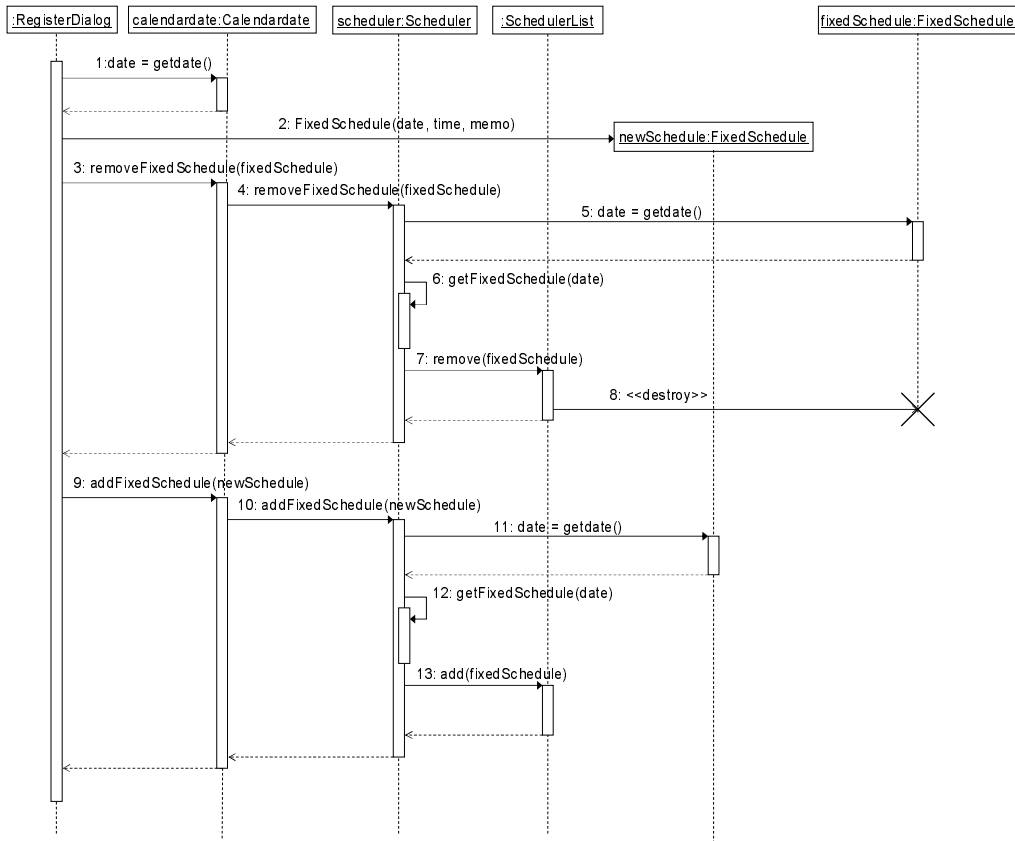 :RegisterDialog
calendardate:Calendardate
scheduler:Scheduler
:SchedulerList
fixedSchedule:FixedSchedule
1:date = getdate()
2: FixedSchedule(date, time, memo)
newSchedule:FixedSchedule
3: removeFixedSchedule(fixedSchedule)
4: removeFixedSchedule(fixedSchedule)
5: date = getdate()
6: getFixedSchedule(date)
7: remove(fixedSchedule)
8: <<destroy>>
9: addFixedSchedule(newSchedule)
10: addFixedSchedule(newSchedule)
11: date = getdate()
12: getFixedSchedule(date)
13: add(fixedSchedule)